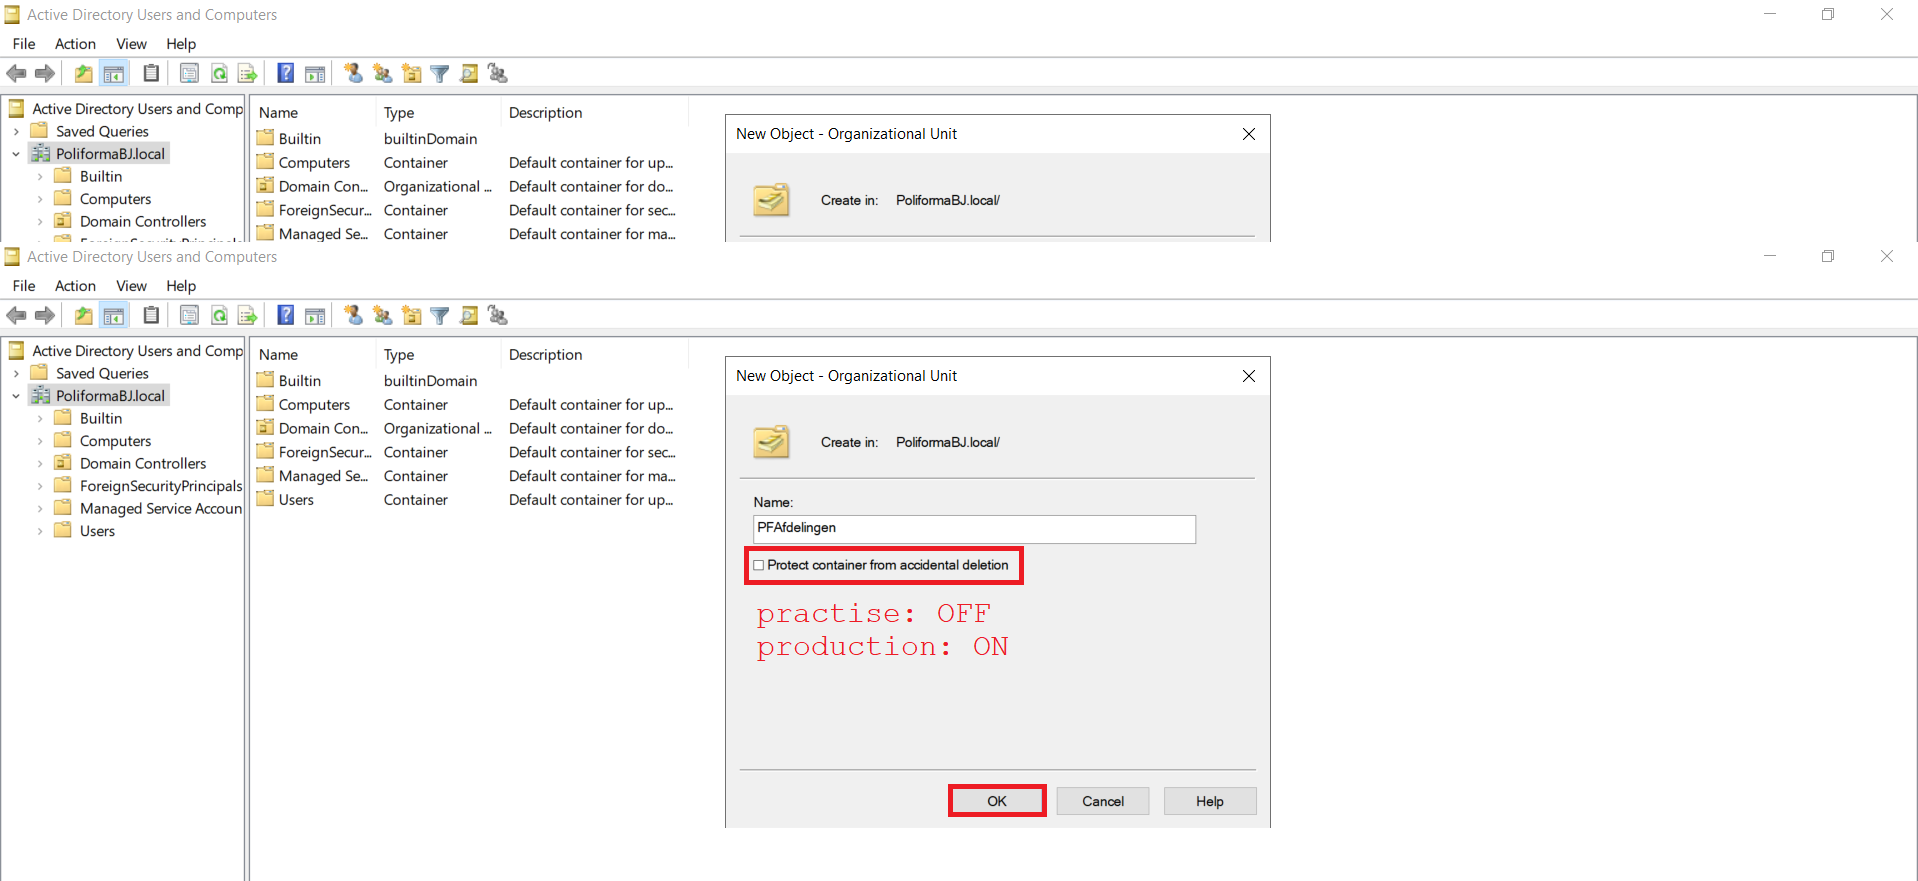 Active Directory Users and Computers
File Action View Help
Active Directory Users and Comp
Saved Queries
PoliformaBJ.local
Builtin
Computers
Domain Controllers
ForeignSecurityPrincipals
Name Type Description
Builtin builtinDomain
Computers Container Default container for up...
Domain Con... Organizational ... Default container for do...
ForeignSecur... Container Default container for sec...
Managed Se... Container Default container for ma...
New Object - Organizational Unit
Create in: PoliformaBJ.local/
Active Directory Users and Computers
File Action View Help
Active Directory Users and Comp
Saved Queries
PoliformaBJ.local
Builtin
Computers
Domain Controllers
ForeignSecurityPrincipals
Managed Service Accoun
Users
Name Type Description
Builtin builtinDomain
Computers Container Default container for up...
Domain Con... Organizational ... Default container for do...
ForeignSecur... Container Default container for sec...
Managed Se... Container Default container for ma...
Users Container Default container for up...
New Object - Organizational Unit
Create in: PoliformaBJ.local/
Name:
PFAfdelingen
Protect container from accidental deletion
practise: OFF
production: ON
OK Cancel Help